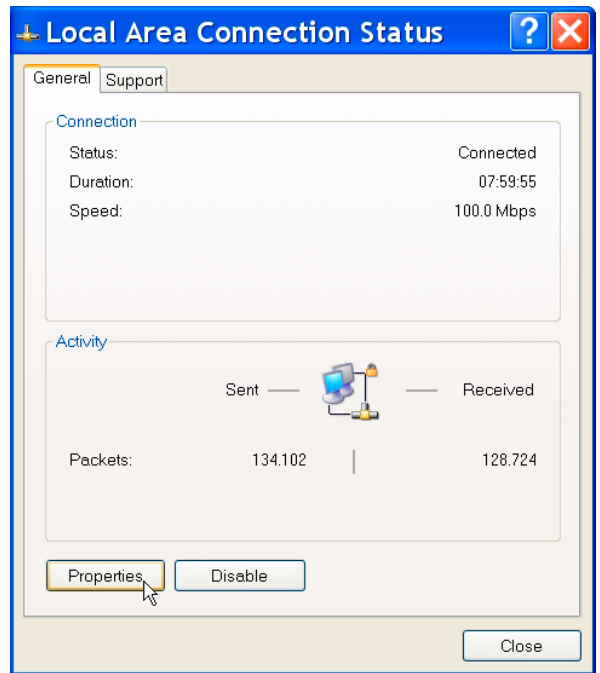 Local Area Connection Status
General Support
Connection
Status: Connected
Duration: 07:59:55
Speed: 100.0 Mbps
Activity
Sent Received
Packets: 134.102 128.724
Properties Disable
Close